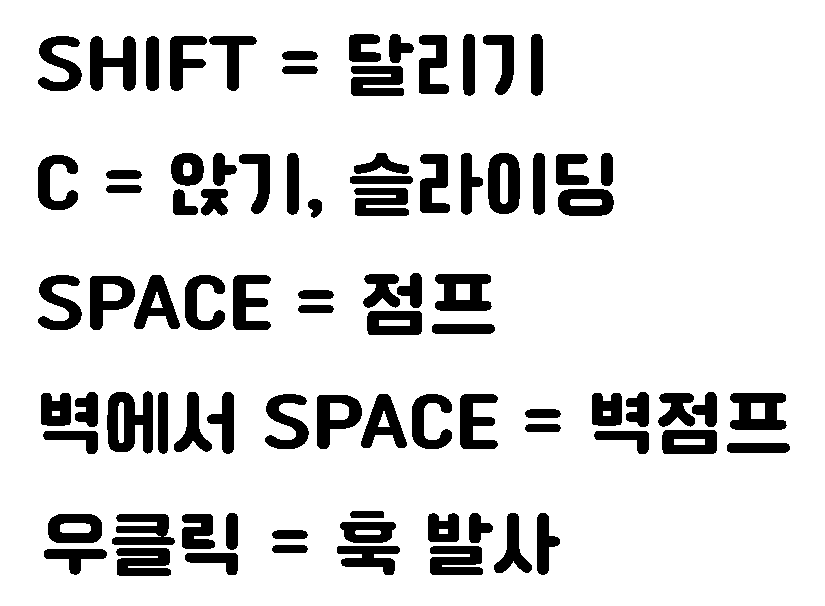 SHIFT = 달리기
C = 앉기, 슬라이딩
SPACE = 점프
벽에서 SPACE = 벽점프
우클릭 = 훅 발사